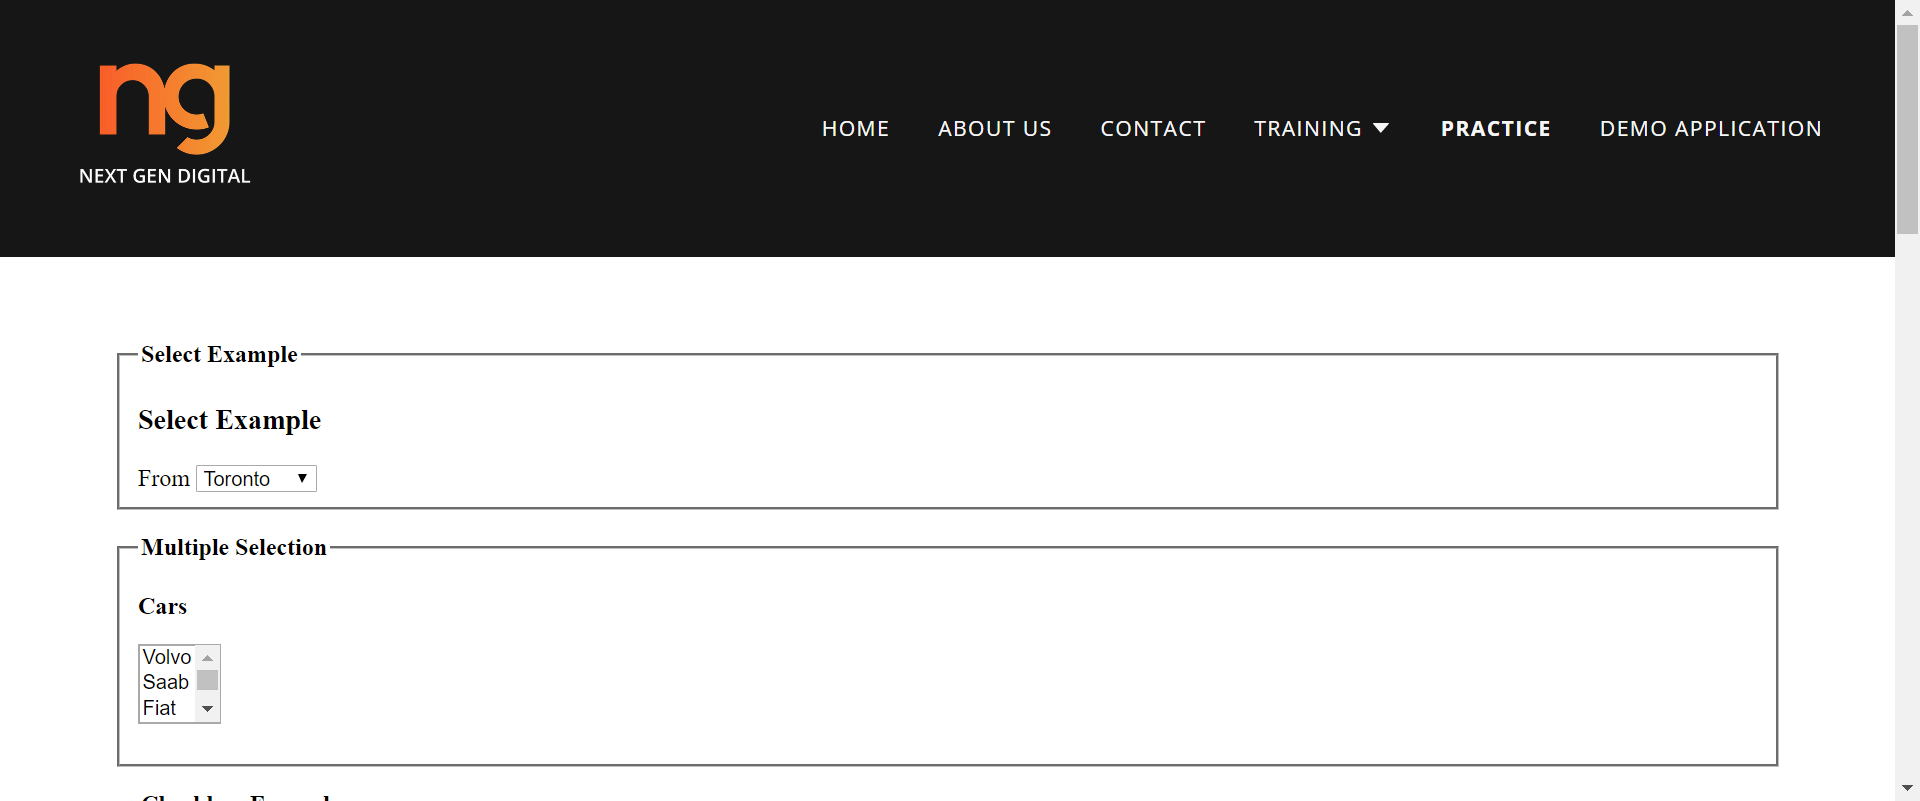 ng
NEXT GEN DIGITAL
HOME ABOUT US CONTACT TRAINING PRACTICE DEMO APPLICATION
Select Example
Select Example
From Toronto
Multiple Selection
Cars
Volvo
Saab
Fiat